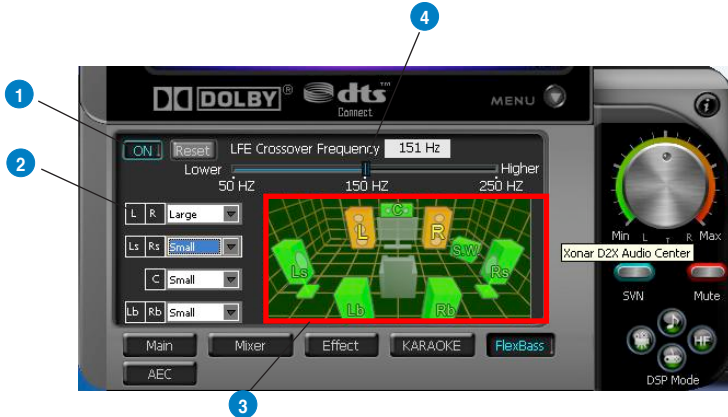 4
1
DOLBY® dts™
Connect
MENU
i
ON Reset LFE Crossover Frequency 151 Hz
2
Lower Higher
50 HZ 150 HZ 250 HZ
L R Large
Ls Rs Small
C Small
Lb Rb Small
C
L R
S.W
Ls Rs
Lb Rb
Min L R Max
Xonar D2X Audio Center
SVN Mute
Main Mixer Effect KARAOKE FlexBass
HF
AEC
DSP Mode
3